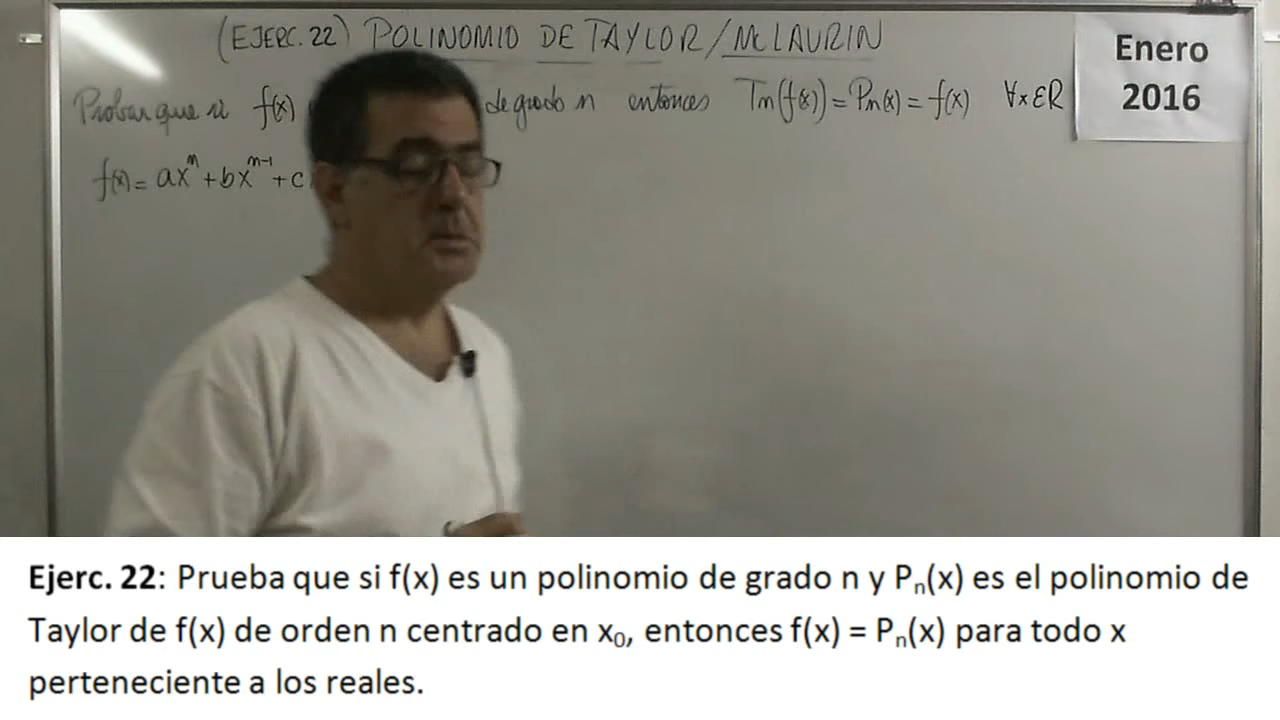 (EJERC. 22) POLINOMIO DE TAYLOR/MCLAURIN
Enero
2016
Probar que si f(x) de grado n entonces Tn(f(x)) = Pn(x) = f(x) ∀x∈R
f(x) = ax^n + bx^(n-1) + c
Ejerc. 22: Prueba que si f(x) es un polinomio de grado n y Pn(x) es el polinomio de
Taylor de f(x) de orden n centrado en x0, entonces f(x) = Pn(x) para todo x
perteneciente a los reales.